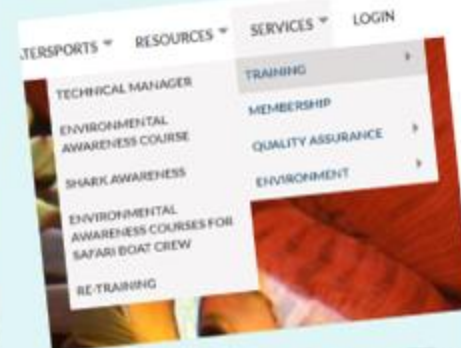 TERSPORTS RESOURCES SERVICES LOGIN
TECHNICAL MANAGER
ENVIRONMENTAL
AWARENESS COURSE
SHARK AWARENESS
ENVIRONMENTAL
AWARENESS COURSES FOR
SAFARI BOAT CREW
RE-TRAINING
TRAINING
MEMBERSHIP
QUALITY ASSURANCE
ENVIRONMENT